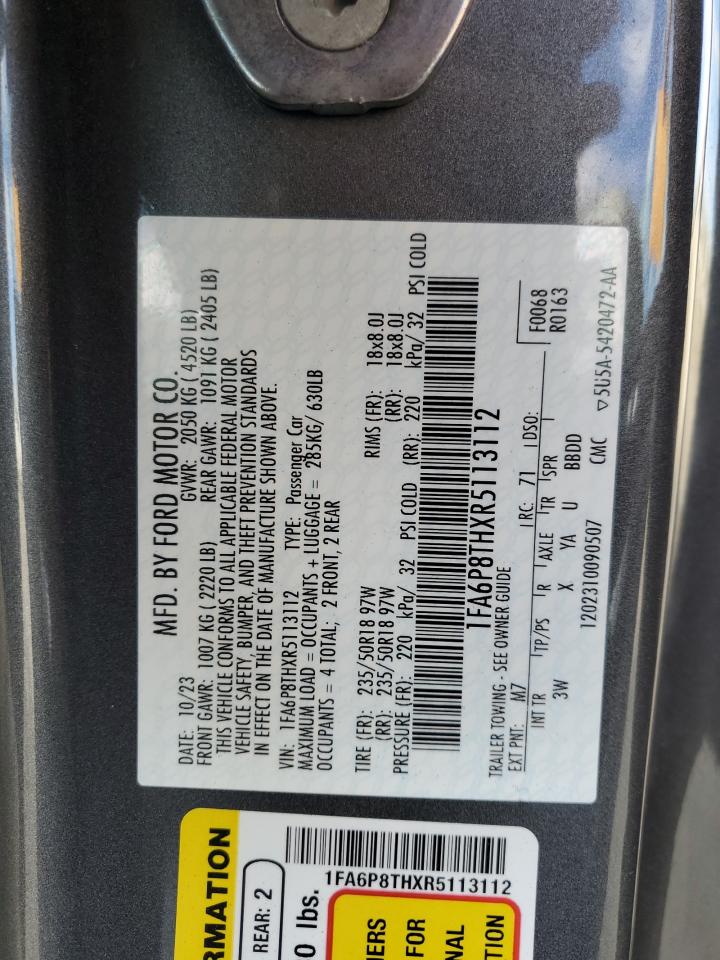 MFD. BY FORD MOTOR CO.
DATE: 10/23 GVWR: 2050 KG ( 4520 LB)
FRONT GAWR: 1007 KG ( 2220 LB) REAR GAWR: 1091 KG ( 2405 LB)
THIS VEHICLE CONFORMS TO ALL APPLICABLE FEDERAL MOTOR
VEHICLE SAFETY, BUMPER, AND THEFT PREVENTION STANDARDS
IN EFFECT ON THE DATE OF MANUFACTURE SHOWN ABOVE.
VIN: 1FA6P8THXR5113112 TYPE: Passenger Car
MAXIMUM LOAD = OCCUPANTS + LUGGAGE = 285KG/ 630LB
OCCUPANTS = 4 TOTAL; 2 FRONT, 2 REAR
TIRE (FR): 235/50R18 97W RIMS (FR): 18x8.0J
(RR): 235/50R18 97W (RR): 18x8.0J
PRESSURE (FR): 220 kPa/ 32 PSI COLD (RR): 220 kPa/ 32 PSI COLD
1FA6P8THXR5113112
TRAILER TOWING - SEE OWNER GUIDE
EXT PNT: M7 RC: 71 DSO: F0068
R0163
INT TR TP/PS R AXLE TR SPR
3W X YA U BBDD
1202310090507 CMC ▽5U5A-5420472-AA
RMATION
REAR: 2
0 lbs.
1FA6P8THXR5113112
IERS
FOR
NAL
TION